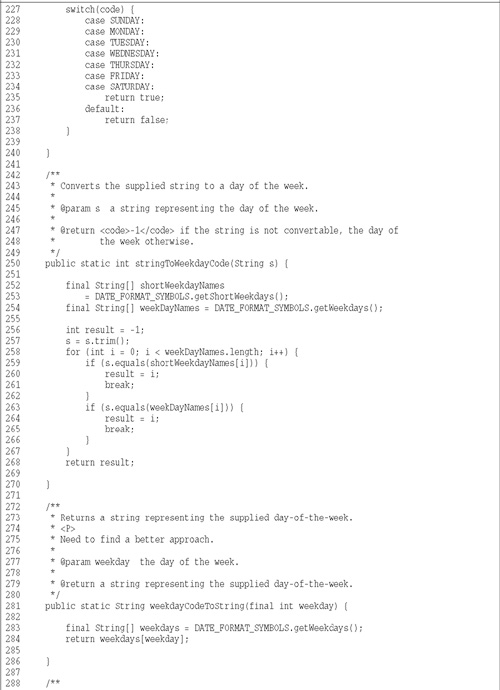 227 switch(code) {
228 case SUNDAY:
229 case MONDAY:
230 case TUESDAY:
231 case WEDNESDAY:
232 case THURSDAY:
233 case FRIDAY:
234 case SATURDAY:
235 return true;
236 default:
237 return false;
238 }
239
240 }
241
242 /**
243 * Converts the supplied string to a day of the week.
244 *
245 * @param s a string representing the day of the week.
246 *
247 * @return <code>-1</code> if the string is not convertable, the day of
248 * the week otherwise.
249 */
250 public static int stringToWeekdayCode(String s) {
251
252 final String[] shortWeekdayNames
253 = DATE_FORMAT_SYMBOLS.getShortWeekdays();
254 final String[] weekDayNames = DATE_FORMAT_SYMBOLS.getWeekdays();
255
256 int result = -1;
257 s = s.trim();
258 for (int i = 0; i < weekDayNames.length; i++) {
259 if (s.equals(shortWeekdayNames[i])) {
260 result = i;
261 break;
262 }
263 if (s.equals(weekDayNames[i])) {
264 result = i;
265 break;
266 }
267 }
268 return result;
269
270 }
271
272 /**
273 * Returns a string representing the supplied day-of-the-week.
274 * <P>
275 * Need to find a better approach.
276 *
277 * @param weekday the day of the week.
278 *
279 * @return a string representing the supplied day-of-the-week.
280 */
281 public static String weekdayCodeToString(final int weekday) {
282
283 final String[] weekdays = DATE_FORMAT_SYMBOLS.getWeekdays();
284 return weekdays[weekday];
285
286 }
287
288 /**